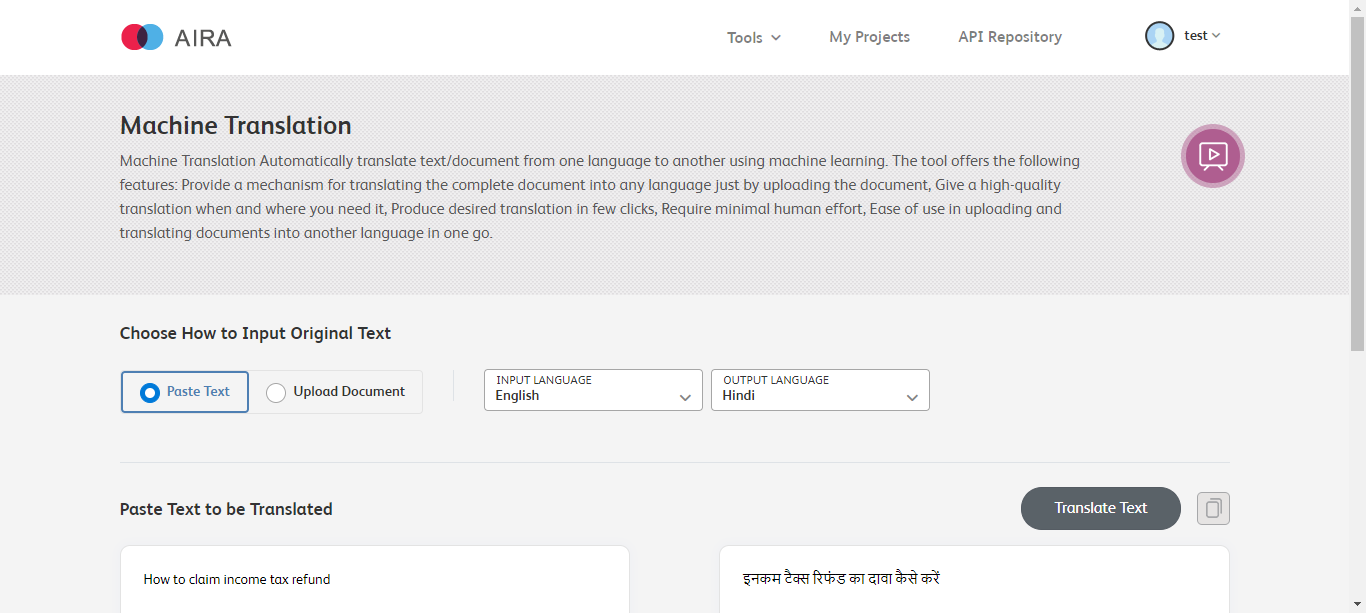 AIRA
Tools
My Projects
API Repository
test
Machine Translation
Machine Translation Automatically translate text/document from one language to another using machine learning. The tool offers the following
features: Provide a mechanism for translating the complete document into any language just by uploading the document, Give a high-quality
translation when and where you need it, Produce desired translation in few clicks, Require minimal human effort, Ease of use in uploading and
translating documents into another language in one go.
Choose How to Input Original Text
Paste Text
Upload Document
INPUT LANGUAGE
English
OUTPUT LANGUAGE
Hindi
Paste Text to be Translated
Translate Text
How to claim income tax refund
इनकम टैक्स रिफंड का दावा कैसे करें